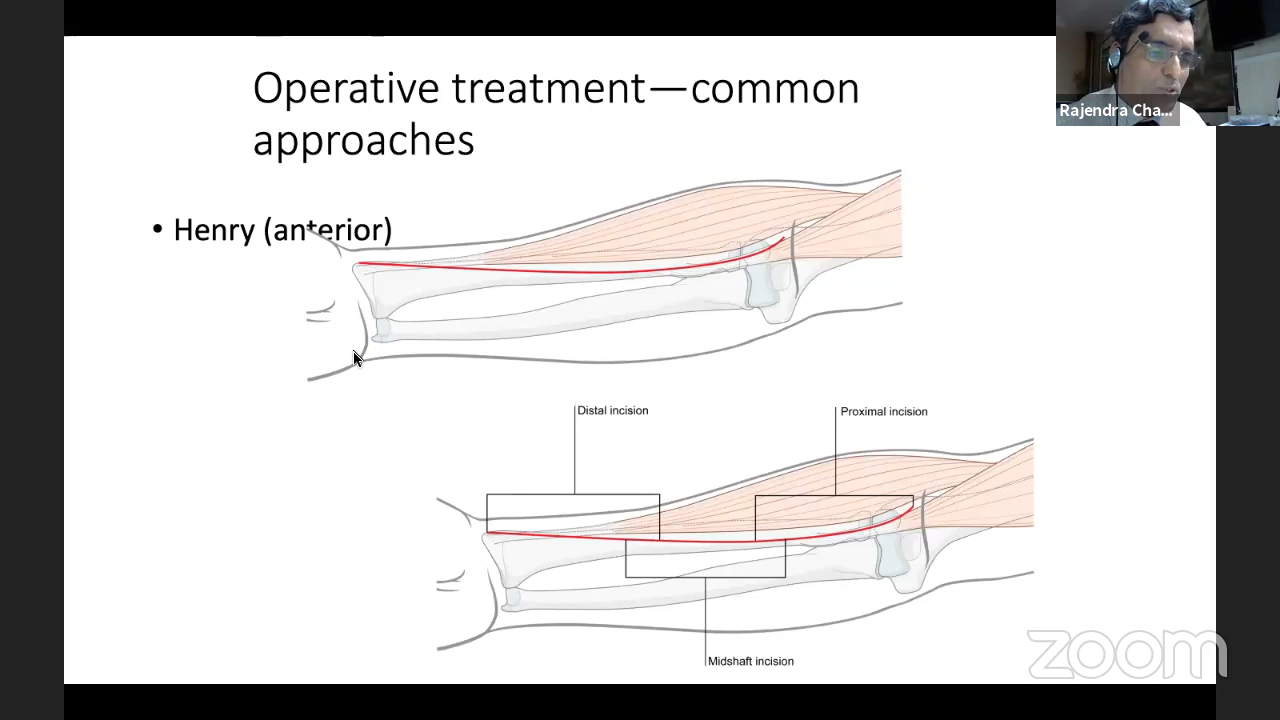 Operative treatment—common
approaches
Rajendra Cha...
• Henry (anterior)
Distal incision
Proximal incision
Midshaft incision
zoom